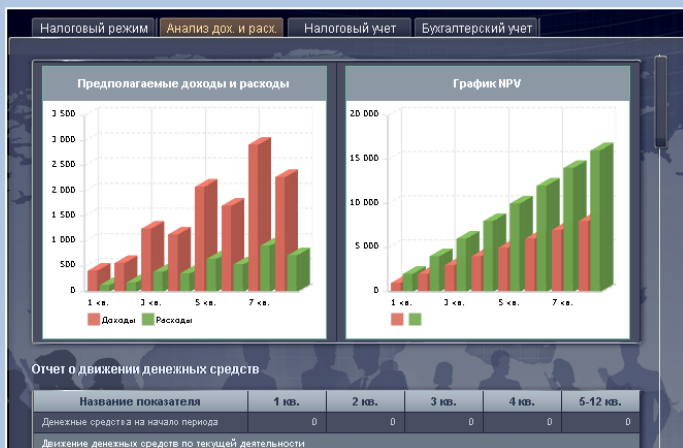 Налоговый режим Анализ дох. и расх. Налоговый учет Бухгалтерский учет
Предполагаемые доходы и расходы
3 500
3 000
2 500
2 000
1 500
1 000
500
0
1 кв. 3 кв. 5 кв. 7 кв.
Доходы Расходы
График NPV
20 000
15 000
10 000
5 000
0
1 кв. 3 кв. 5 кв. 7 кв.
Отчет о движении денежных средств
Название показателя 1 кв. 2 кв. 3 кв. 4 кв. 5-12 кв.
Денежные средства на начало периода 0 0 0 0 0
Движение денежных средств по текущей деятельности